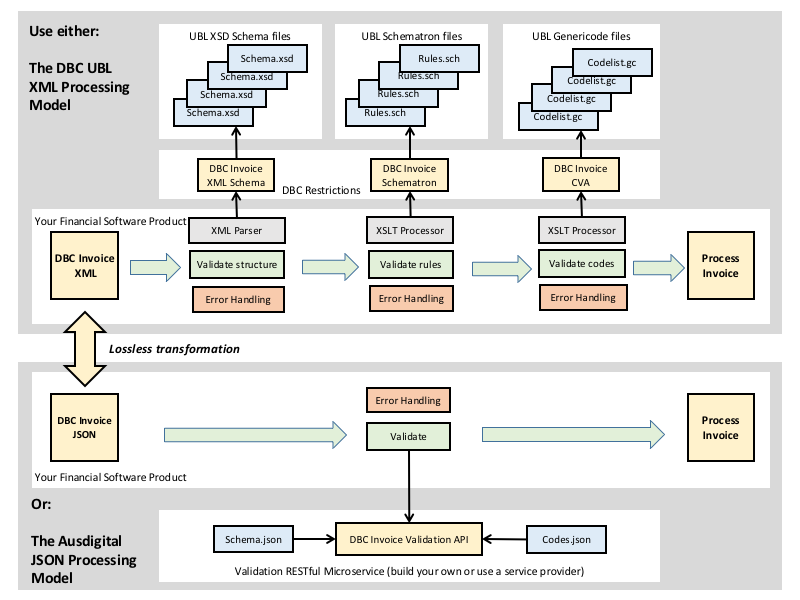 Use either:
The DBC UBL
XML Processing
Model
UBL XSD Schema files
Schema.xsd
Schema.xsd
Schema.xsd
Schema.xsd
UBL Schematron files
Rules.sch
Rules.sch
Rules.sch
Rules.sch
UBL Genericode files
Codelist.gc
Codelist.gc
Codelist.gc
Codelist.gc
DBC Invoice
XML Schema
DBC Restrictions
DBC Invoice
Schematron
DBC Invoice
CVA
Your Financial Software Product
DBC Invoice
XML
XML Parser
Validate structure
Error Handling
XSLT Processor
Validate rules
Error Handling
XSLT Processor
Validate codes
Error Handling
Process
Invoice
Lossless transformation
DBC Invoice
JSON
Error Handling
Validate
Process
Invoice
Your Financial Software Product
Or:
The Ausdigital
JSON Processing
Model
Schema.json
DBC Invoice Validation API
Codes.json
Validation RESTful Microservice (build your own or use a service provider)